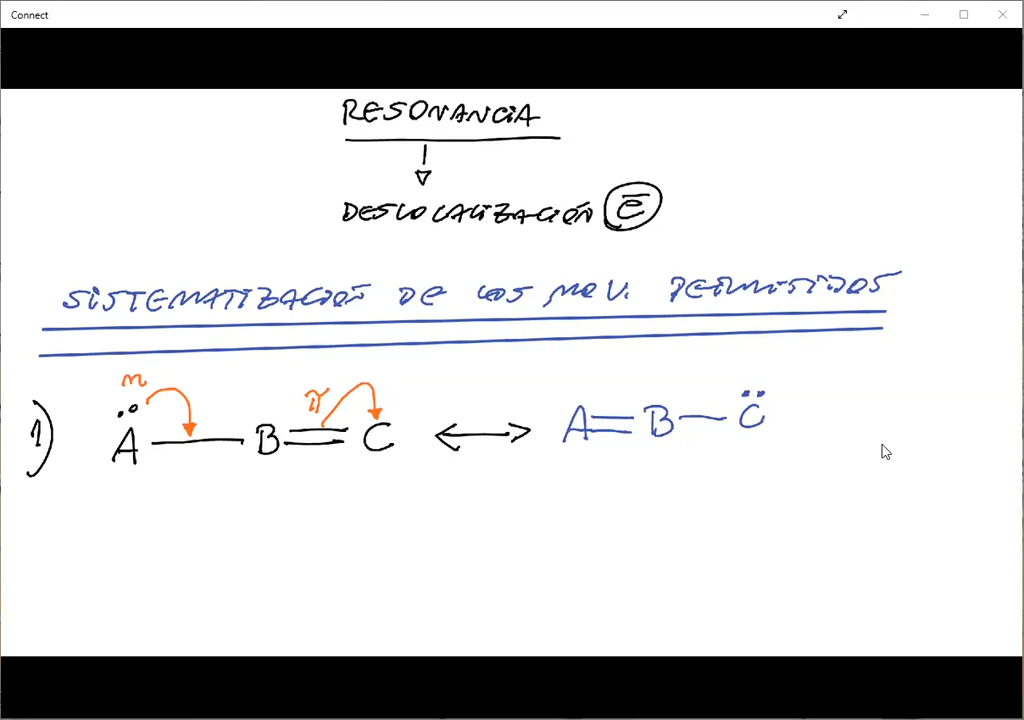 Connect
RESONANCIA
DESLOCALIZACIÓN e̅
SISTEMATIZACIÓN DE LOS MOV. PERMITIDOS
n π
1) Ä — B = C ↔ A = B — C̈